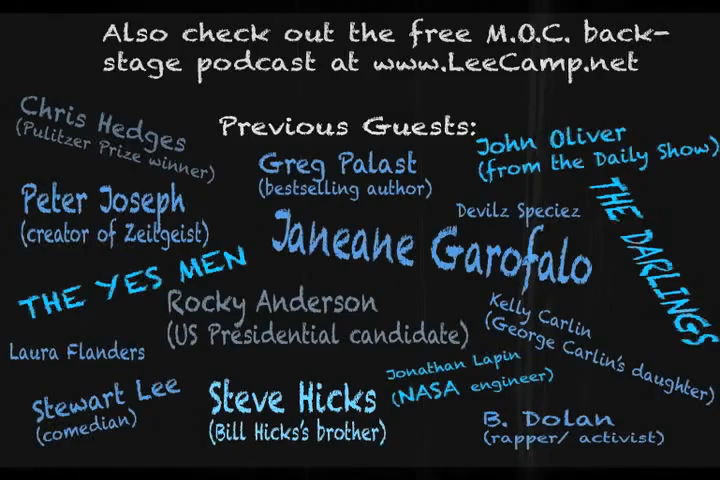 Also check out the free M.O.C. back-
stage podcast at www.LeeCamp.net
Previous Guests:
Chris Hedges
(Pulitzer Prize winner)
Greg Palast
(bestselling author)
John Oliver
(from the Daily Show)
Peter Joseph
(creator of Zeitgeist)
Devilz Speciez
Janeane Garofalo
THE DARLINGS
THE YES MEN
Rocky Anderson
(US Presidential candidate)
Kelly Carlin
(George Carlin's daughter)
Laura Flanders
Jonathan Lapin
(NASA engineer)
Stewart Lee
(comedian)
Steve Hicks
(Bill Hicks's brother)
B. Dolan
(rapper/ activist)